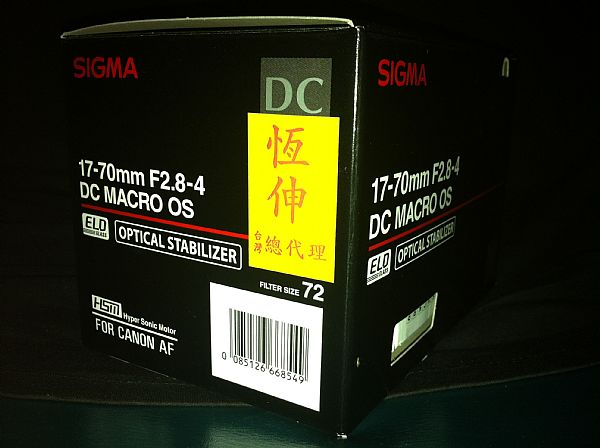 SIGMA
DC
17-70mm F2.8-4
DC MACRO OS
ELD
OPTICAL STABILIZER
恆
伸
台灣總代理
FILTER SIZE 72
HSM Hyper Sonic Motor
FOR CANON AF
0 085126 668549
SIGMA
17-70mm F2.8-4
DC MACRO OS
ELD
OPTICAL STABILIZER